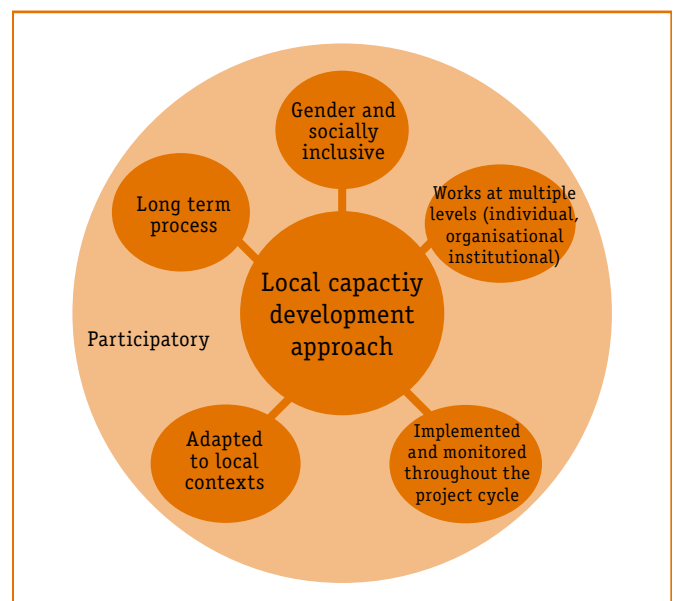 Gender and
socially
inclusive
Long term
process
Works at multiple
levels (individual,
organisational
institutional)
Local capactiy
development
approach
Participatory
Adapted
to local
contexts
Implemented
and monitored
throughout the
project cycle